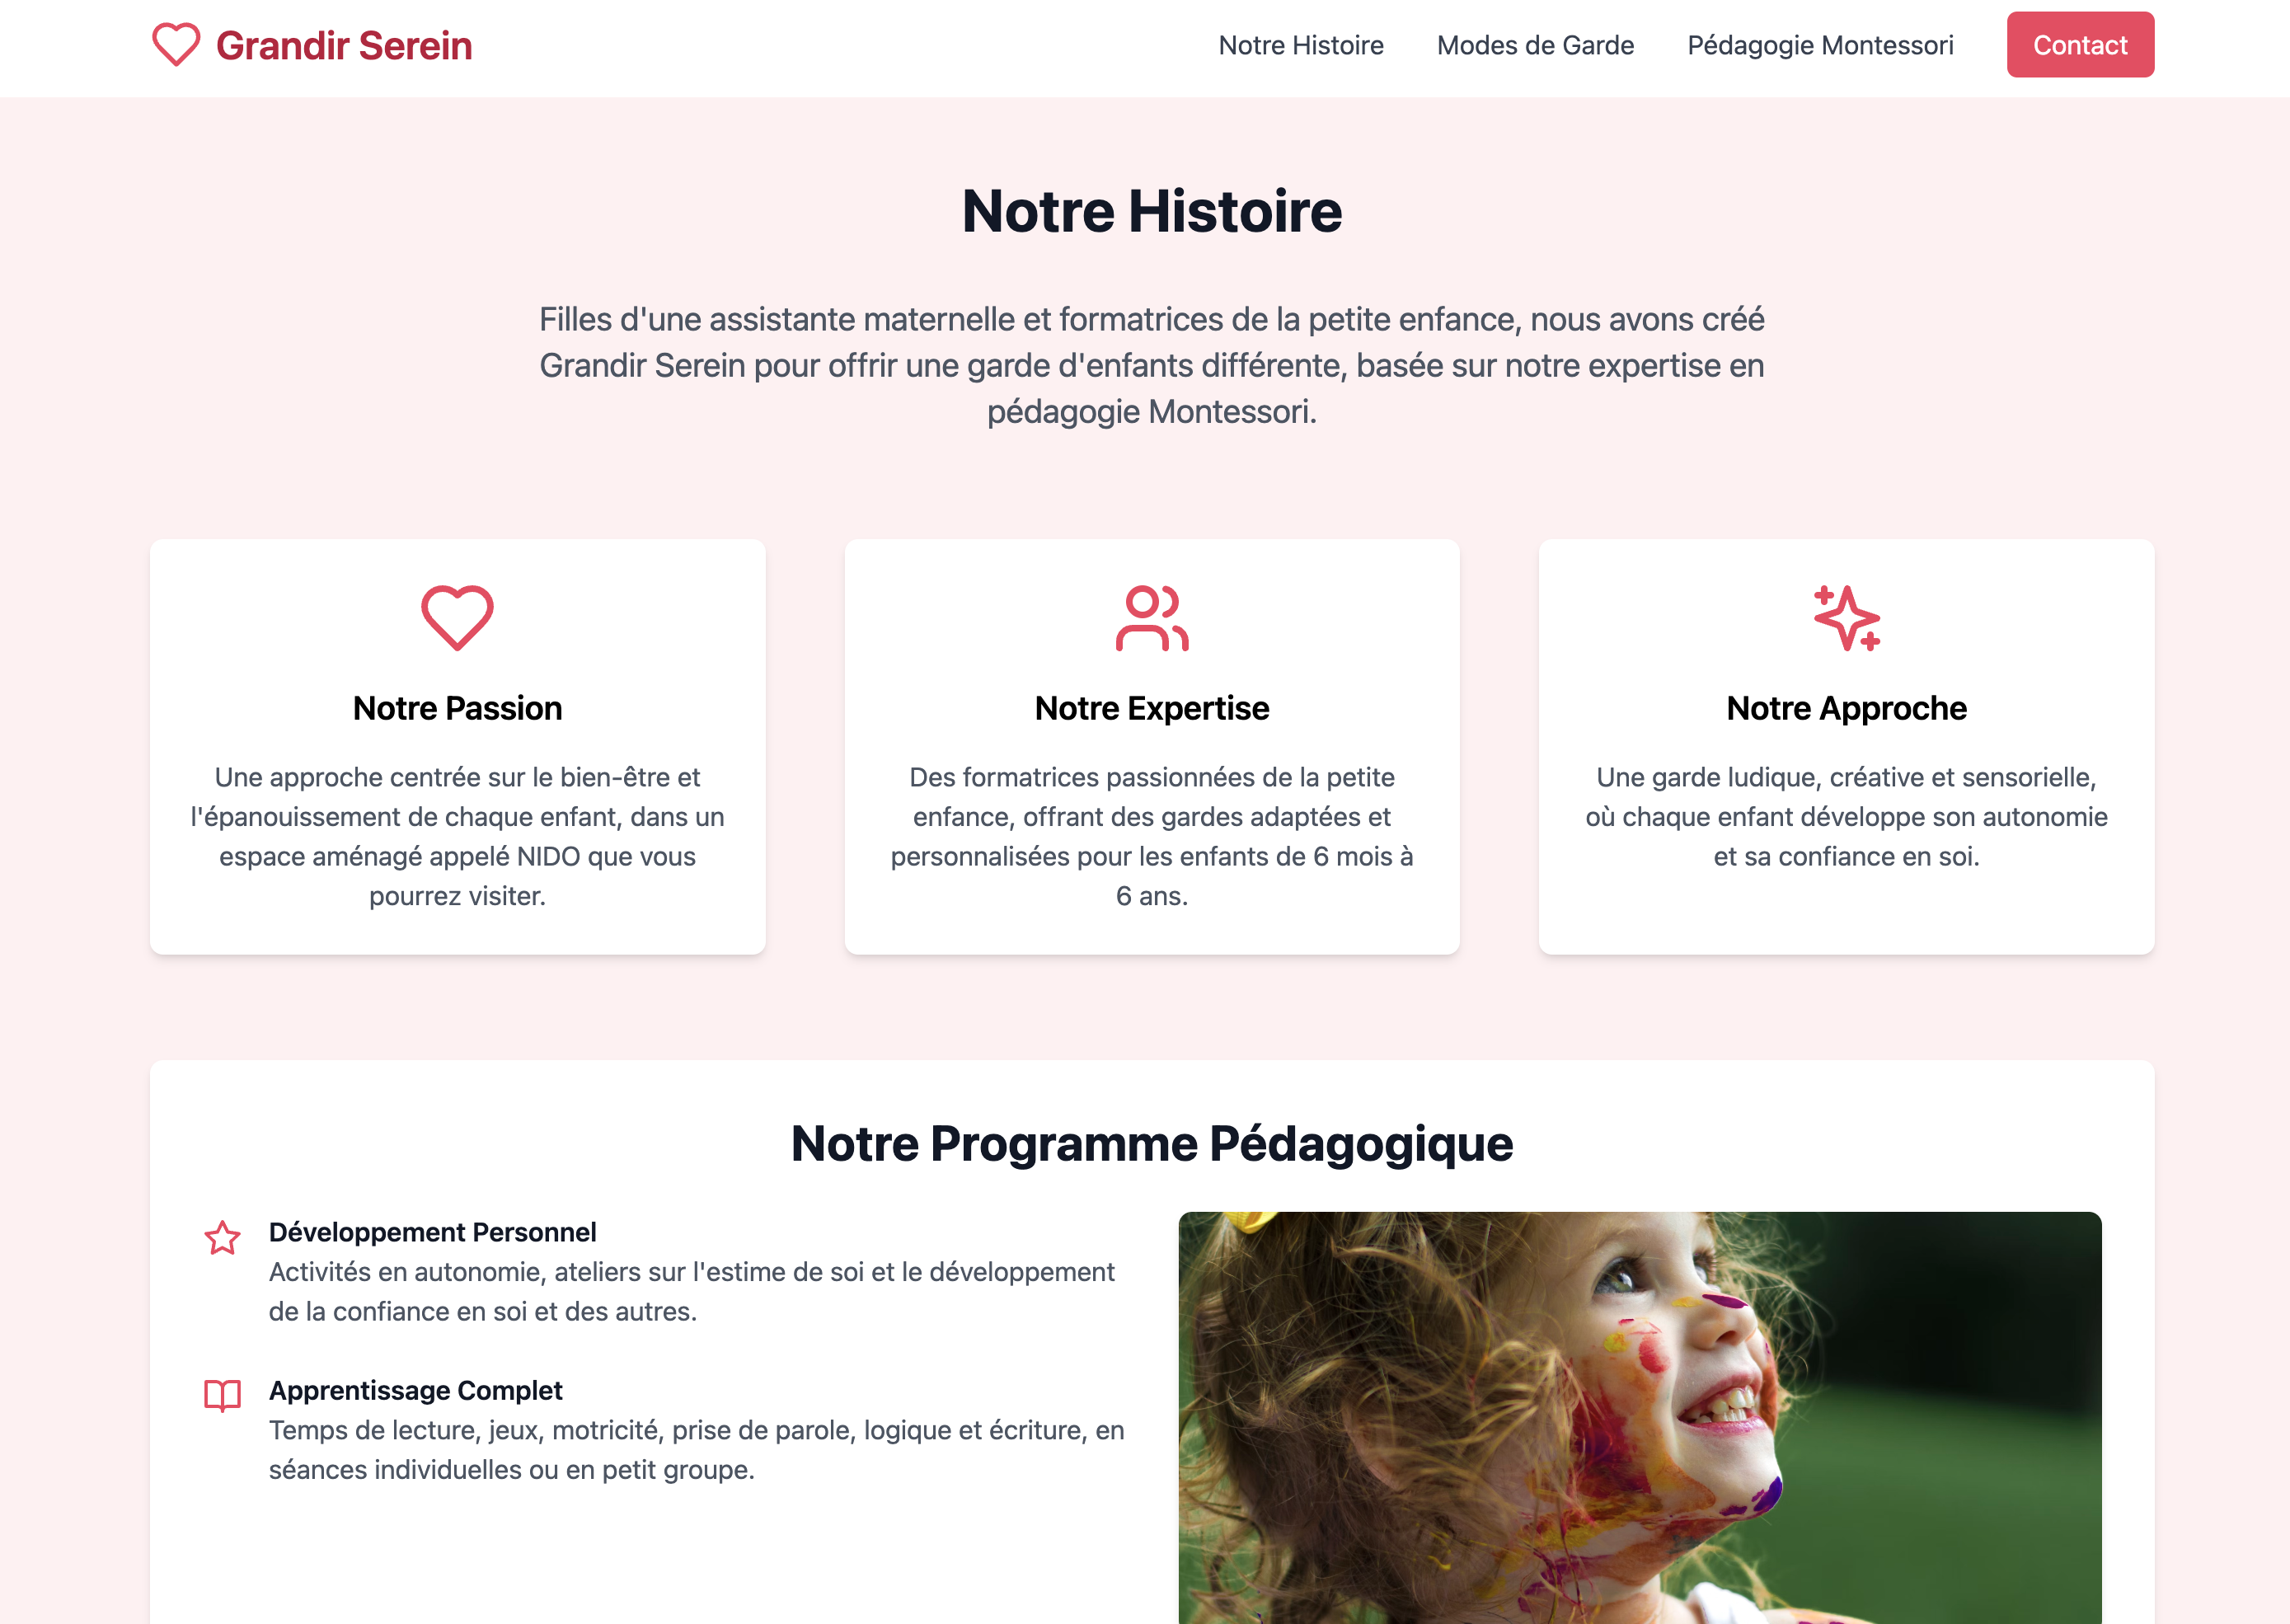 Grandir Serein
Notre Histoire
Modes de Garde
Pédagogie Montessori
Contact
Notre Histoire
Filles d'une assistante maternelle et formatrices de la petite enfance, nous avons créé
Grandir Serein pour offrir une garde d'enfants différente, basée sur notre expertise en
pédagogie Montessori.
Notre Passion
Une approche centrée sur le bien-être et
l'épanouissement de chaque enfant, dans un
espace aménagé appelé NIDO que vous
pourrez visiter.
Notre Expertise
Des formatrices passionnées de la petite
enfance, offrant des gardes adaptées et
personnalisées pour les enfants de 6 mois à
6 ans.
Notre Approche
Une garde ludique, créative et sensorielle,
où chaque enfant développe son autonomie
et sa confiance en soi.
Notre Programme Pédagogique
Développement Personnel
Activités en autonomie, ateliers sur l'estime de soi et le développement
de la confiance en soi et des autres.
Apprentissage Complet
Temps de lecture, jeux, motricité, prise de parole, logique et écriture, en
séances individuelles ou en petit groupe.